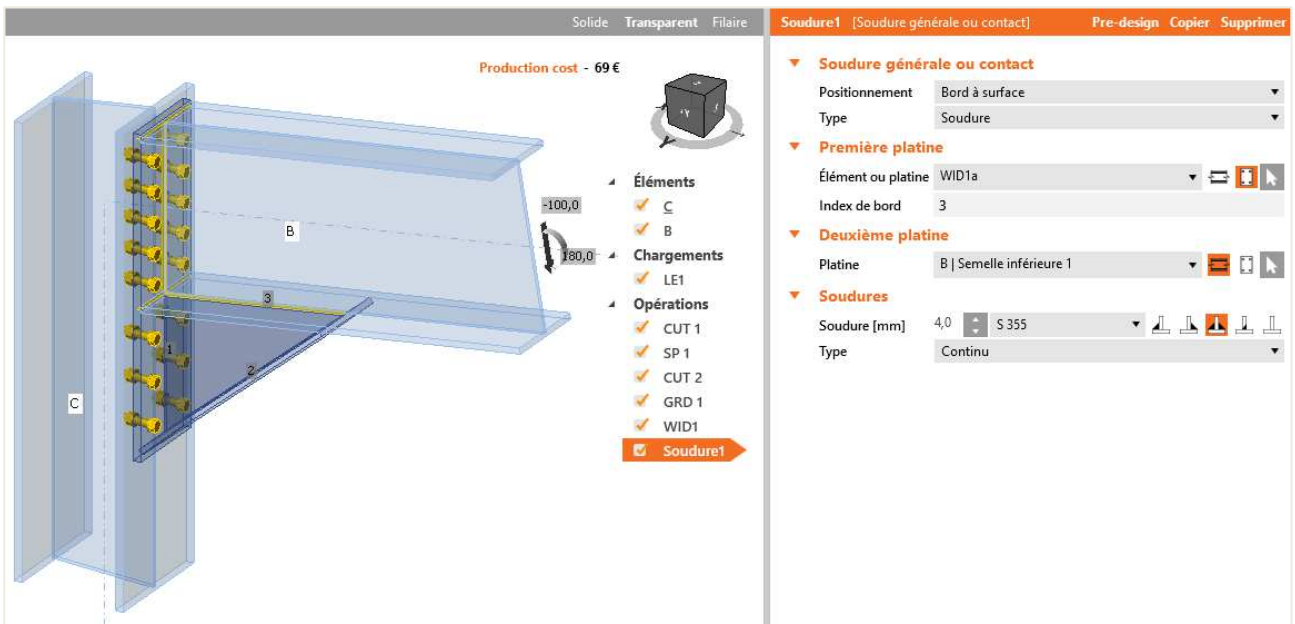 Solide Transparent Filaire
Soudure1 [Soudure générale ou contact] Pre-design Copier Supprimer
Production cost - 69 €
+Y
-100,0
180,0
B
C
1
2
3
Éléments
C
B
Chargements
LE1
Opérations
CUT 1
SP 1
CUT 2
GRD 1
WID1
Soudure1
Soudure générale ou contact
Positionnement Bord à surface
Type Soudure
Première platine
Élément ou platine WID1a
Index de bord 3
Deuxième platine
Platine B | Semelle inférieure 1
Soudures
Soudure [mm] 4,0 S 355
Type Continu